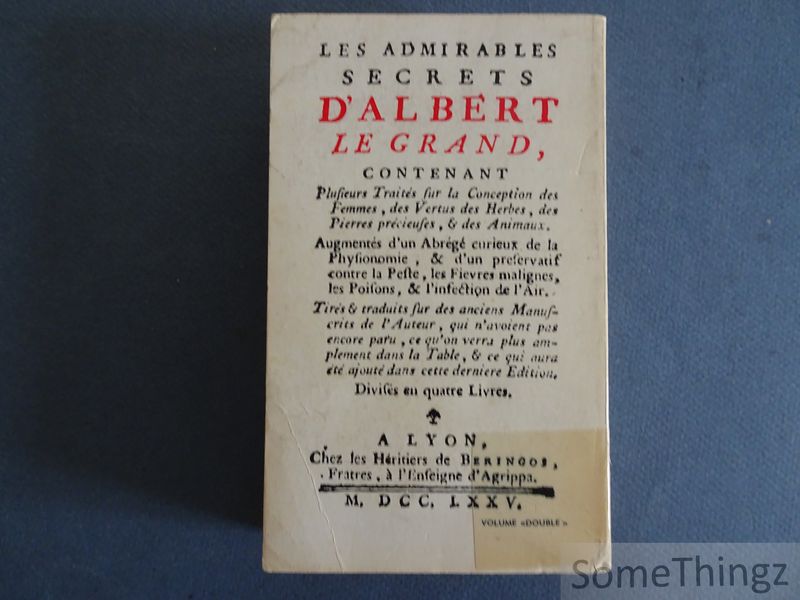 LES ADMIRABLES
SECRETS
D'ALBERT
LE GRAND,
CONTENANT
Pluſieurs Traités ſur la Conception des
Femmes, des Vertus des Herbes, des
Pierres précieuſes, & des Animaux.
Augmentés d'un Abrégé curieux de la
Phyſionomie, & d'un preſervatif
contre la Peſte, les Fievres malignes,
les Poiſons, & l'infection de l'Air.
Tirés & traduits ſur des anciens Manuſ-
crits de l'Auteur, qui n'avoient pas
encore paru, ce qu'on verra plus am-
plement dans la Table, & ce qui aura
été ajouté dans cette derniere Edition.
Diviſés en quatre Livres.
A LYON,
Chez les Héritiers de BERINGOS,
Fratres, à l'Enſeigne d'Agrippa.
M. DCC. LXXV.
VOLUME «DOUBLE»
SomeThingz